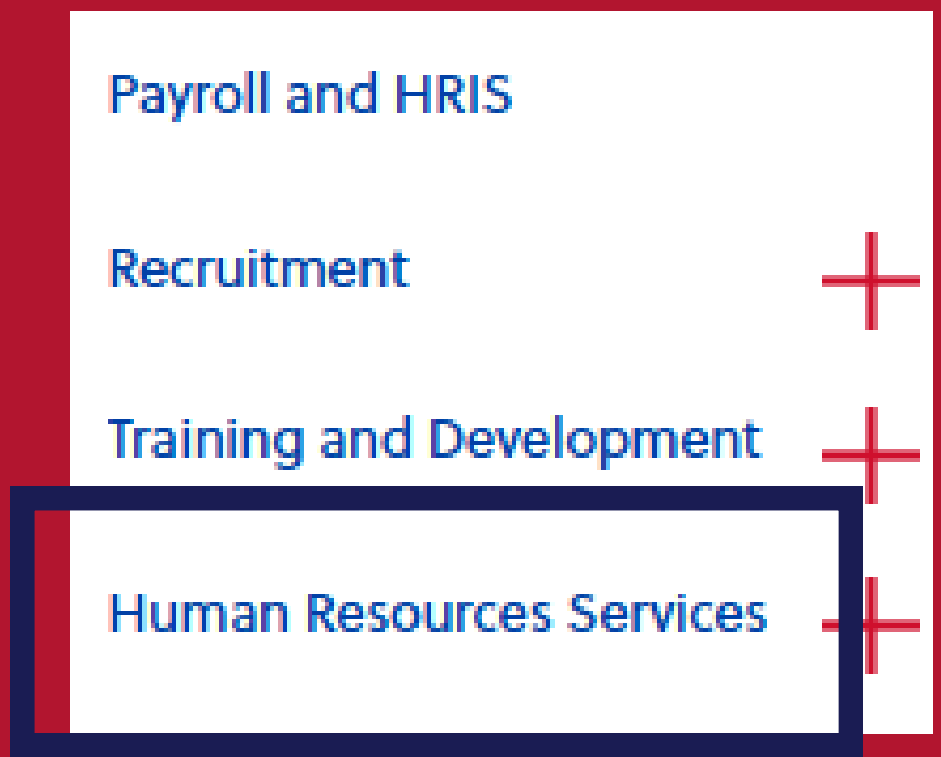 Payroll and HRIS
Recruitment
Training and Development
Human Resources Services